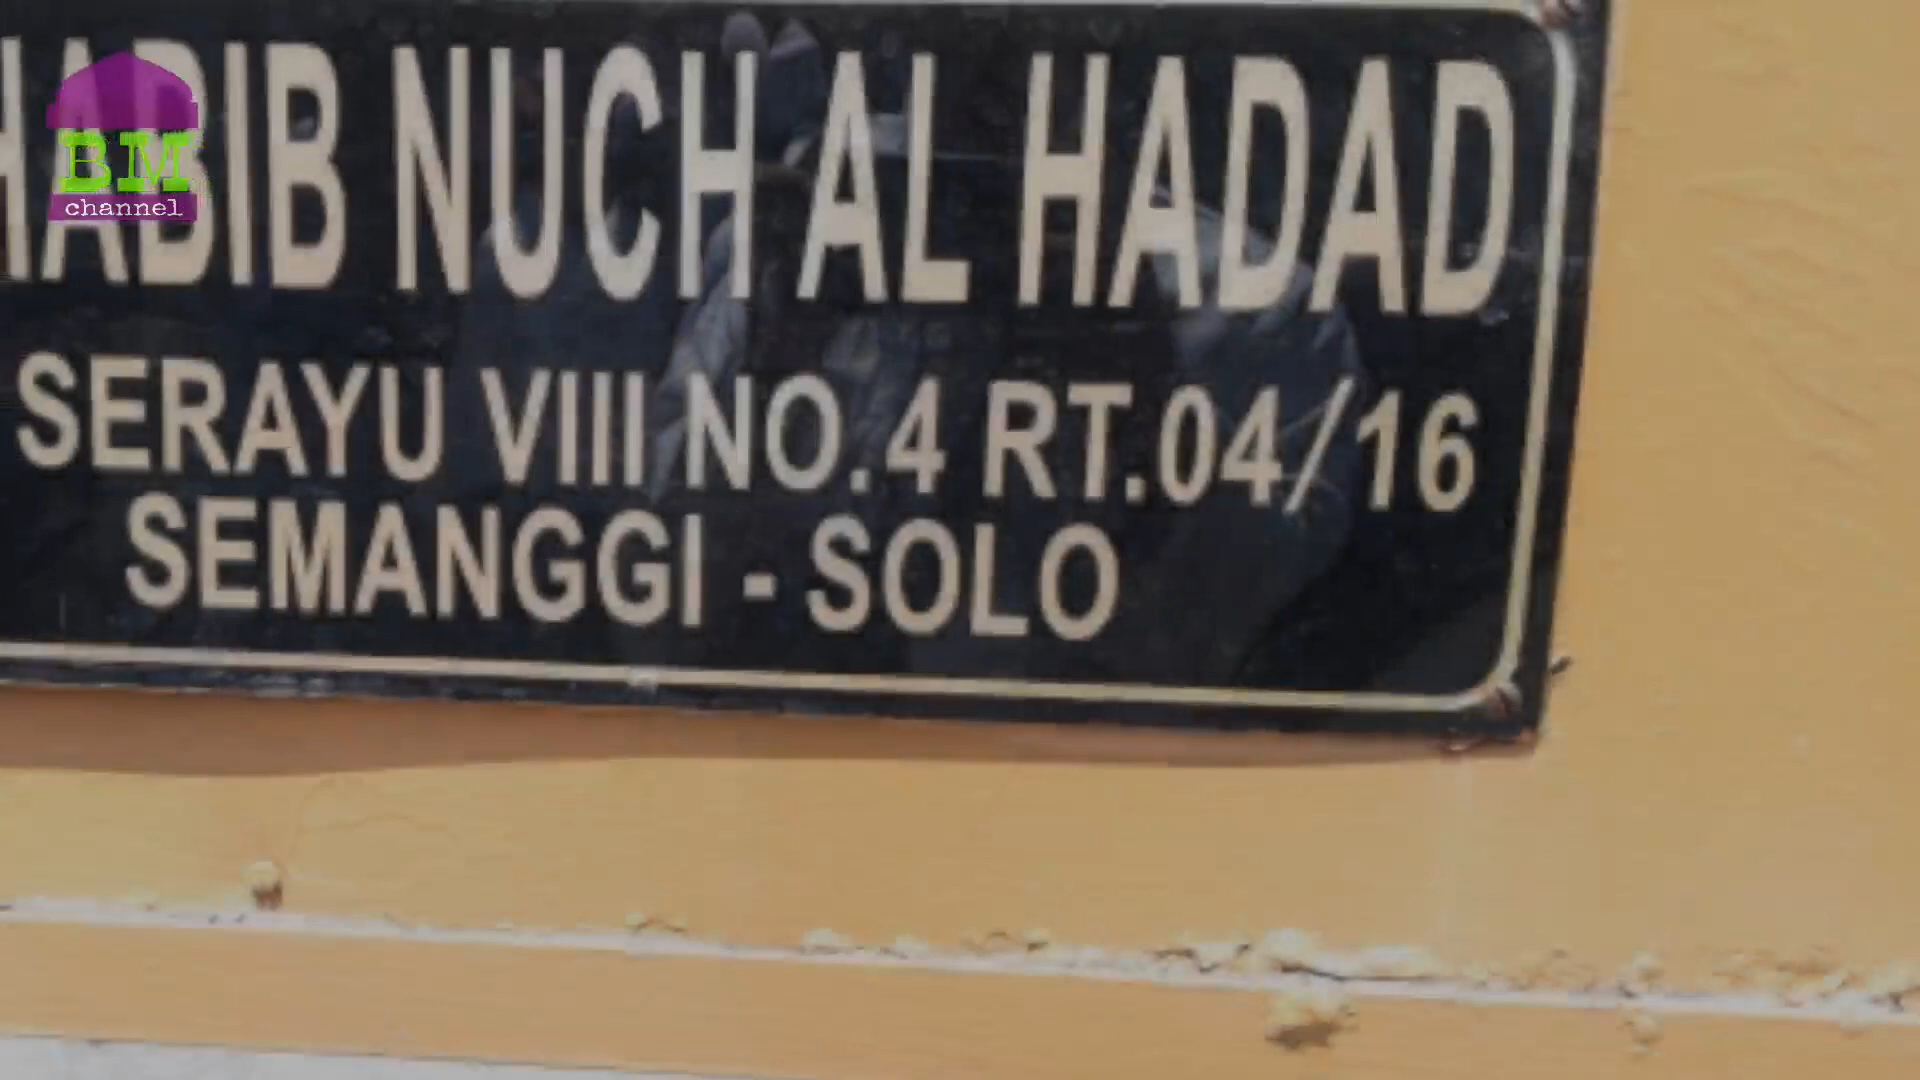 HABIB NUCH AL HADAD
SERAYU VIII NO.4 RT.04/16
SEMANGGI - SOLO
BM
channel